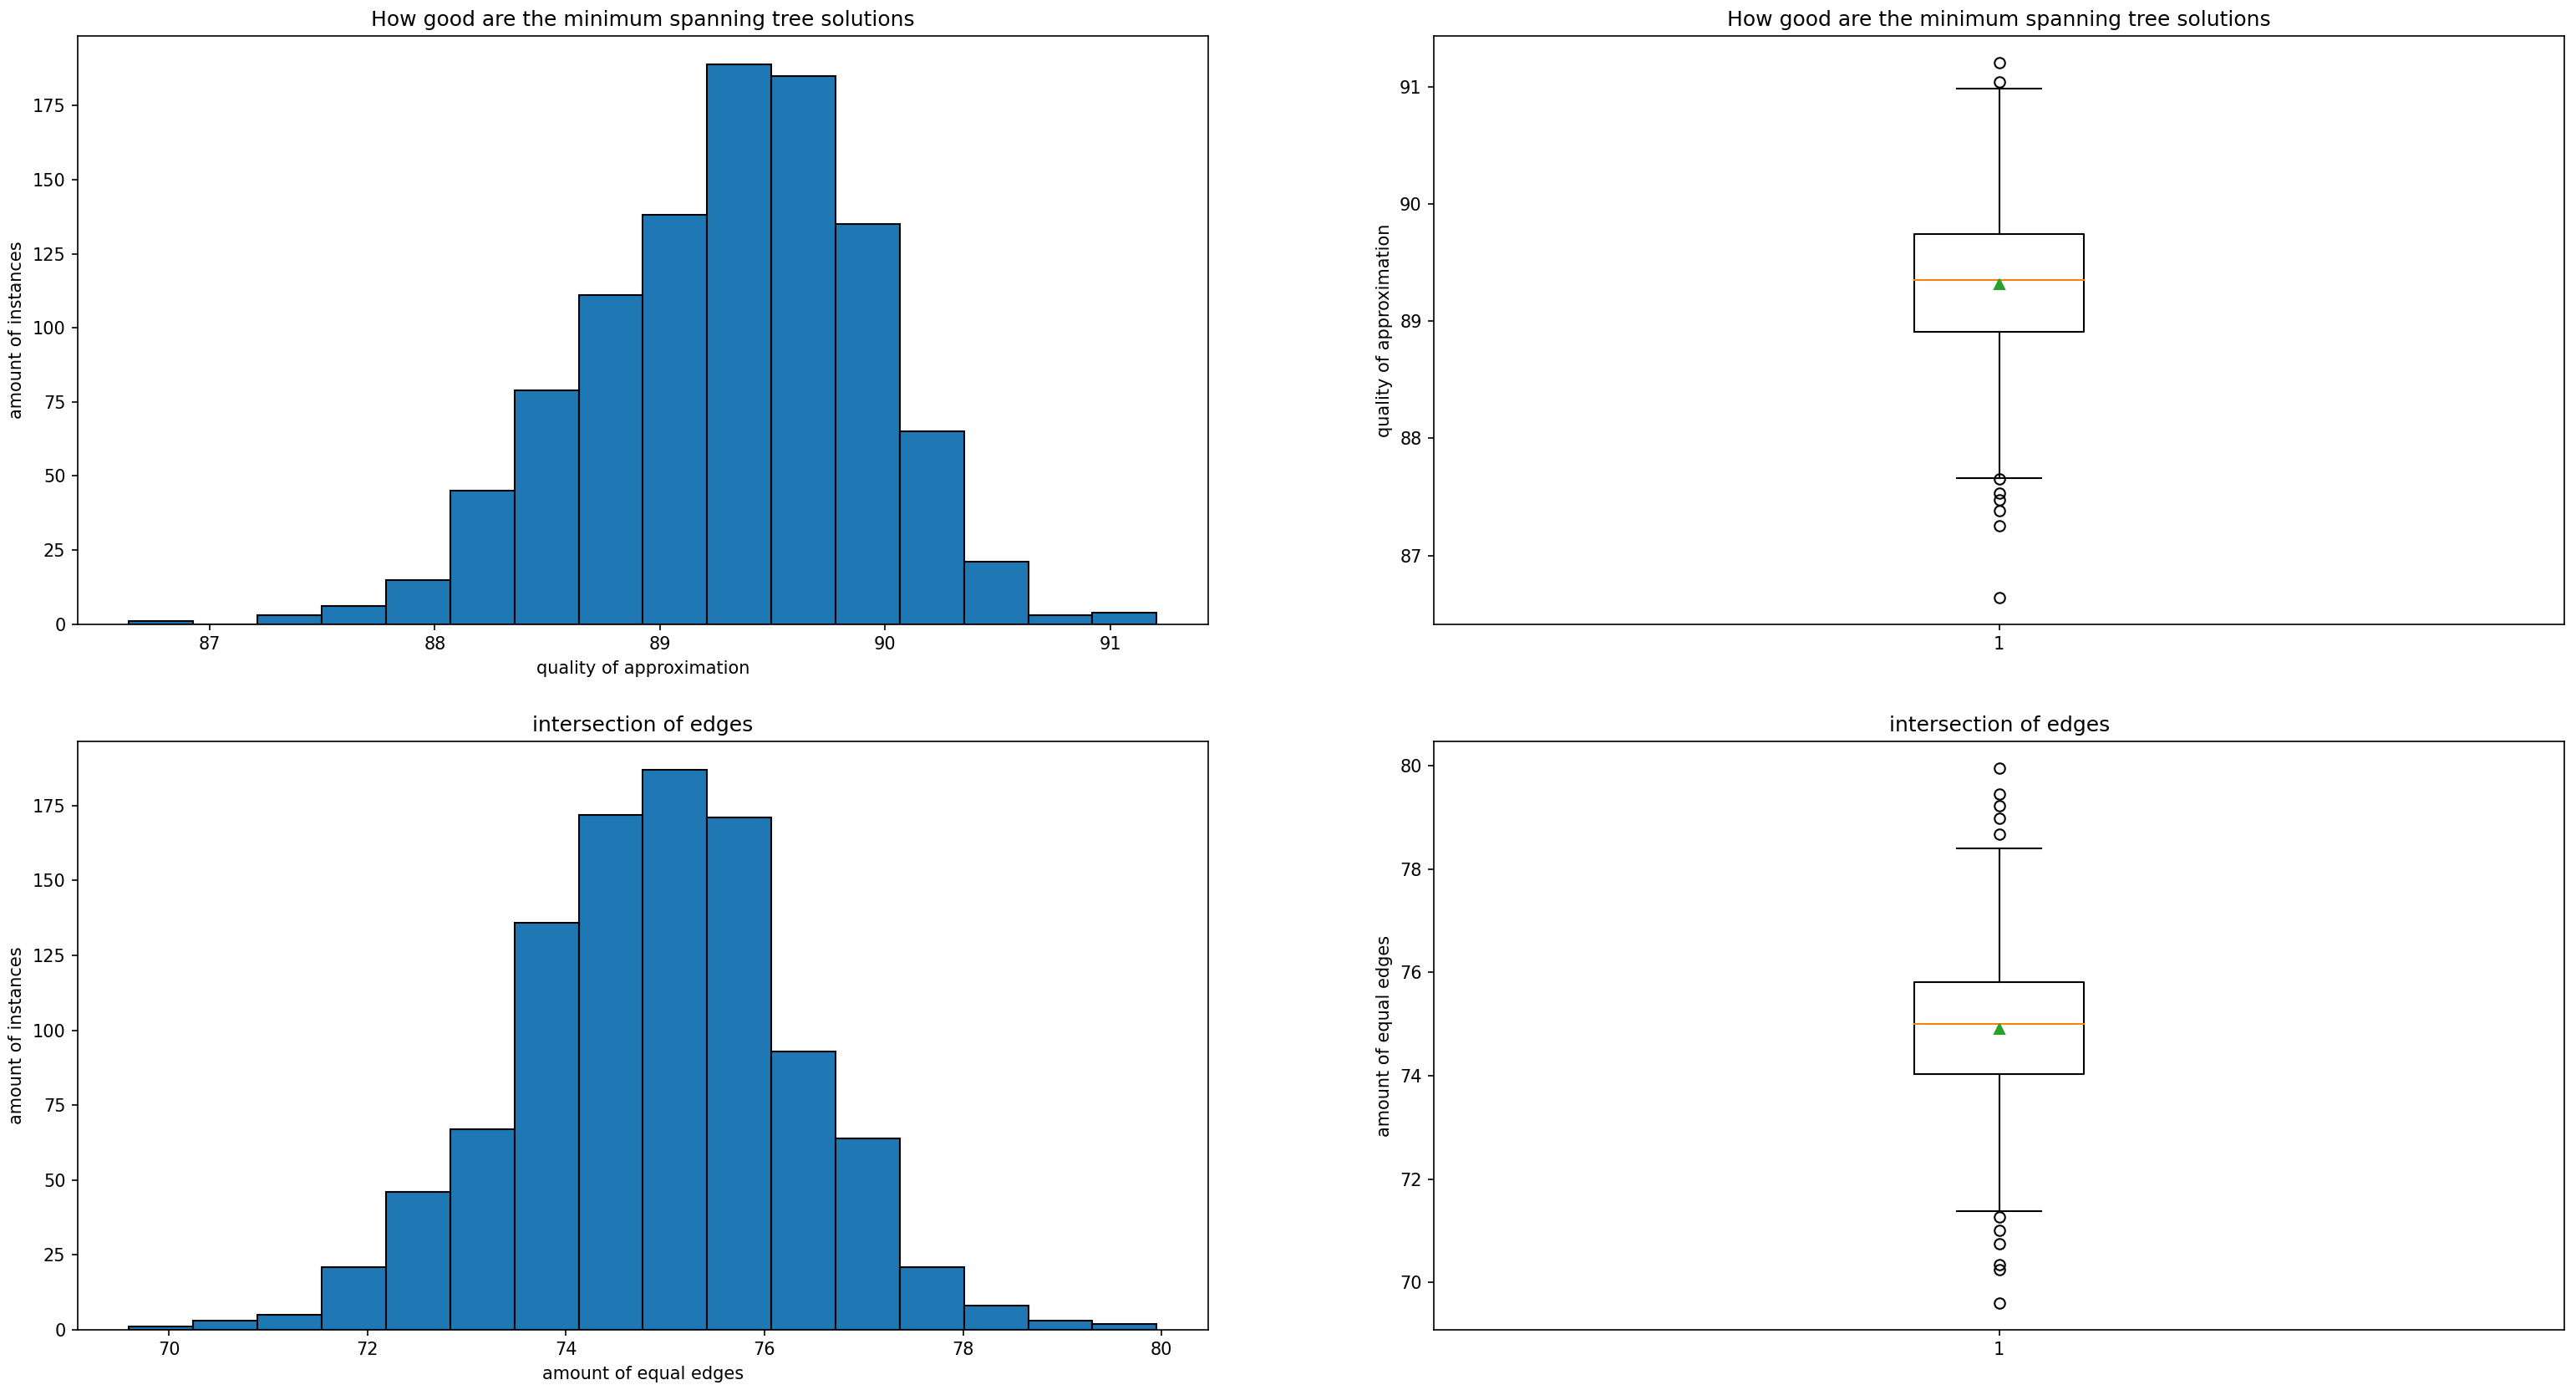 How good are the minimum spanning tree solutions
amount of instances
175
150
125
100
75
50
25
0
87 88 89 90 91
quality of approximation
How good are the minimum spanning tree solutions
quality of approximation
91
90
89
88
87
1
intersection of edges
amount of instances
175
150
125
100
75
50
25
0
70 72 74 76 78 80
amount of equal edges
intersection of edges
amount of equal edges
80
78
76
74
72
70
1